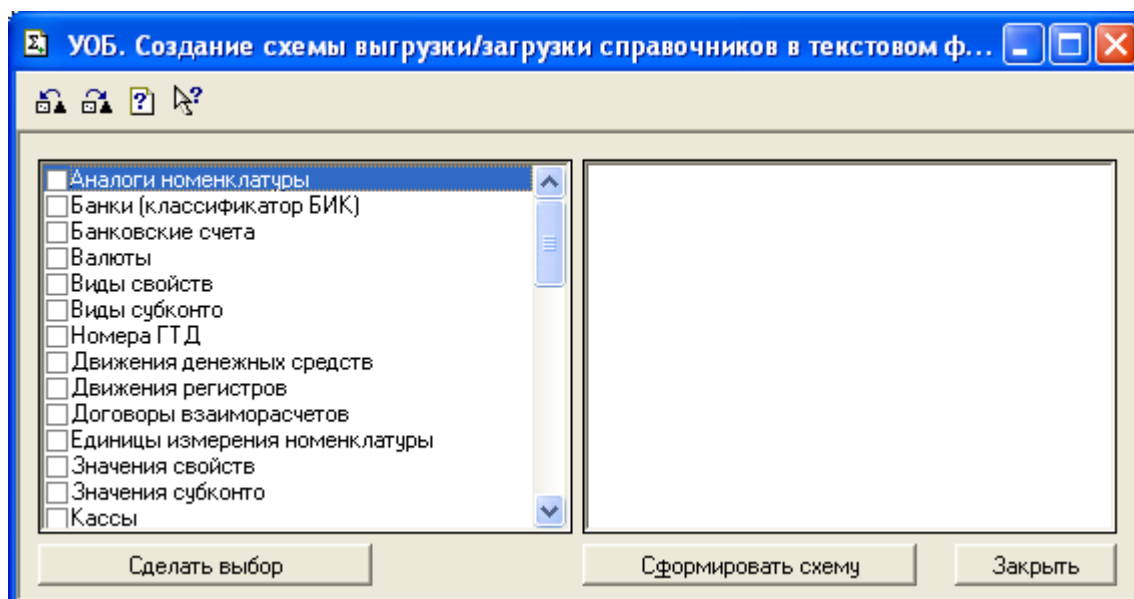 УОБ. Создание схемы выгрузки/загрузки справочников в текстовом ф...
Аналоги номенклатуры
Банки (классификатор БИК)
Банковские счета
Валюты
Виды свойств
Виды субконто
Номера ГТД
Движения денежных средств
Движения регистров
Договоры взаиморасчетов
Единицы измерения номенклатуры
Значения свойств
Значения субконто
Кассы
Сделать выбор
Сформировать схему
Закрыть